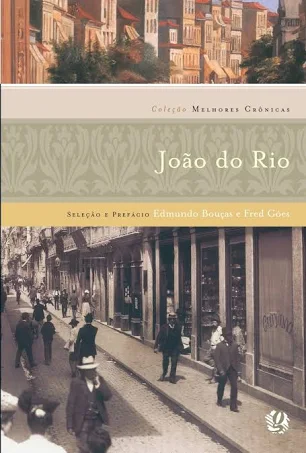 Coleção Melhores Crônicas
João do Rio
Seleção e Prefácio Edmundo Bouças e Fred Góes